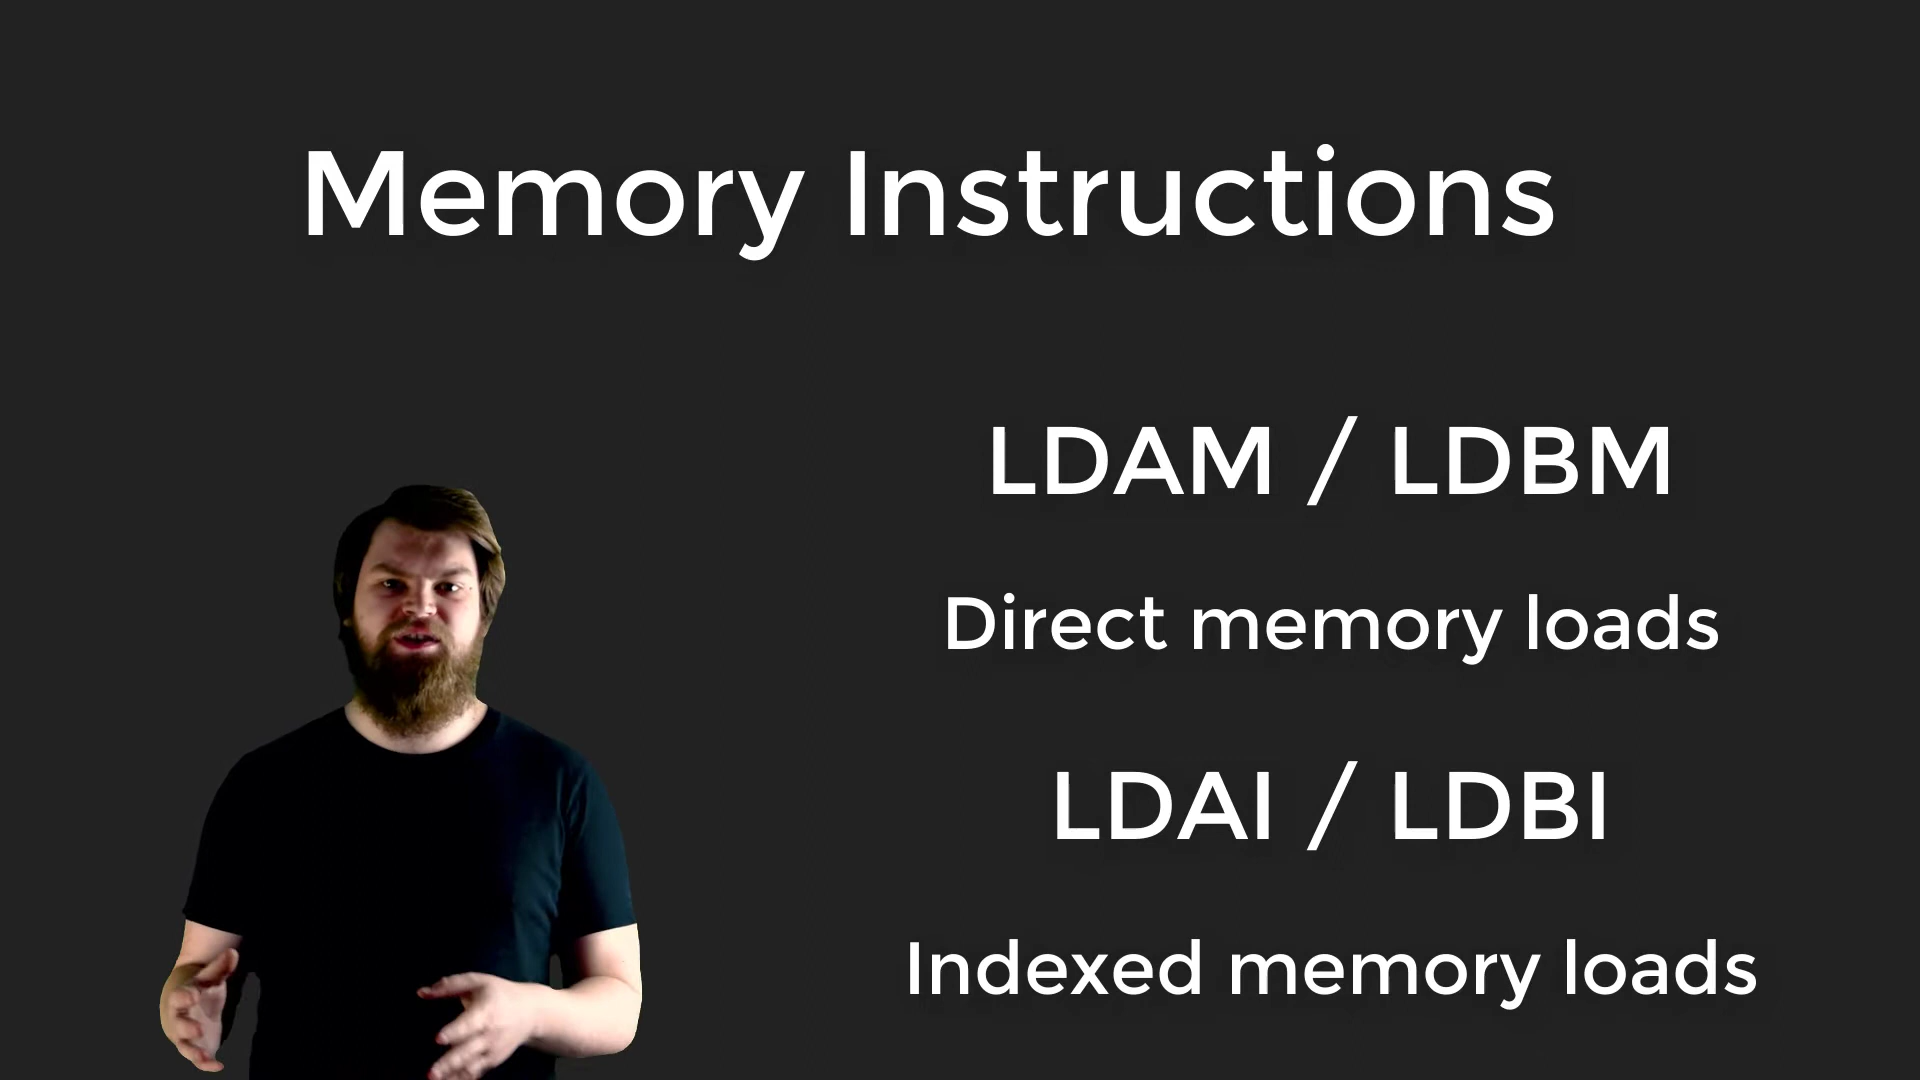 Memory Instructions
LDAM / LDBM
Direct memory loads
LDAI / LDBI
Indexed memory loads